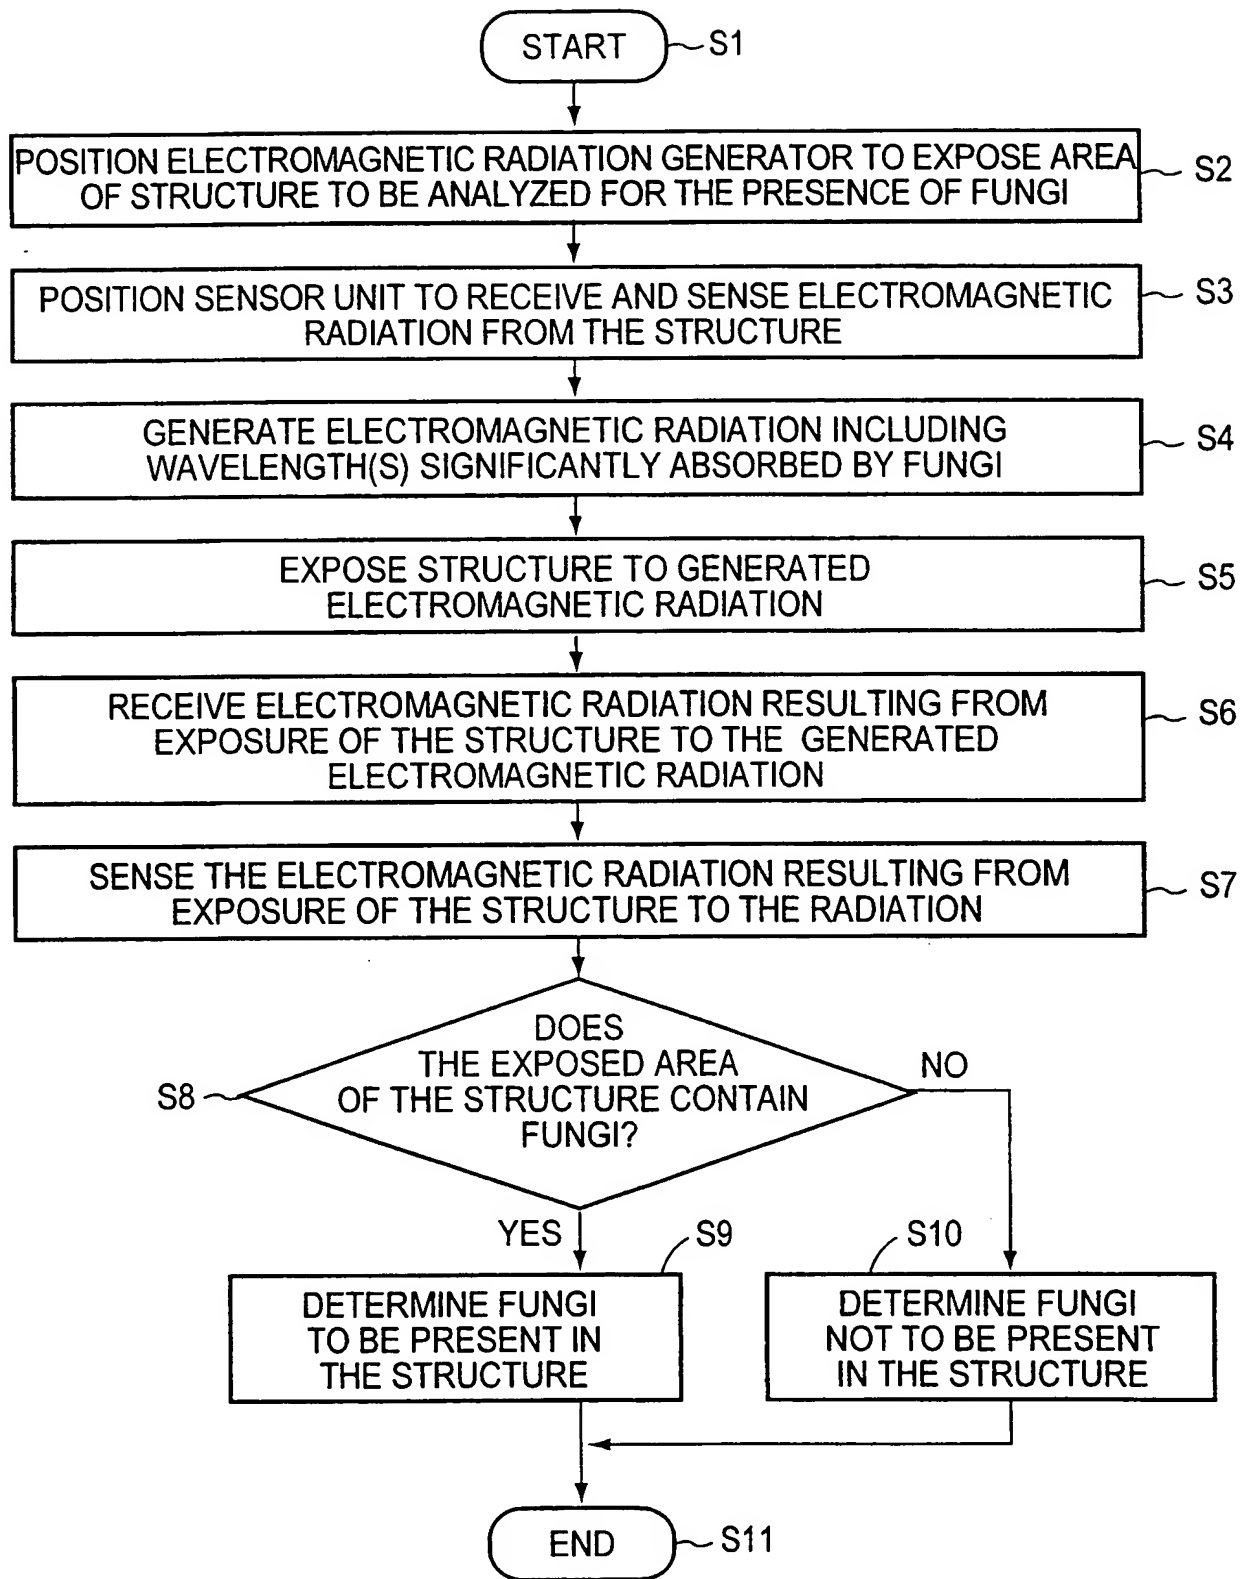 START
S1
POSITION ELECTROMAGNETIC RADIATION GENERATOR TO EXPOSE AREA
OF STRUCTURE TO BE ANALYZED FOR THE PRESENCE OF FUNGI
S2
POSITION SENSOR UNIT TO RECEIVE AND SENSE ELECTROMAGNETIC
RADIATION FROM THE STRUCTURE
S3
GENERATE ELECTROMAGNETIC RADIATION INCLUDING
WAVELENGTH(S) SIGNIFICANTLY ABSORBED BY FUNGI
S4
EXPOSE STRUCTURE TO GENERATED
ELECTROMAGNETIC RADIATION
S5
RECEIVE ELECTROMAGNETIC RADIATION RESULTING FROM
EXPOSURE OF THE STRUCTURE TO THE GENERATED
ELECTROMAGNETIC RADIATION
S6
SENSE THE ELECTROMAGNETIC RADIATION RESULTING FROM
EXPOSURE OF THE STRUCTURE TO THE RADIATION
S7
DOES
THE EXPOSED AREA
OF THE STRUCTURE CONTAIN
FUNGI?
S8
NO
YES
S9
DETERMINE FUNGI
TO BE PRESENT IN
THE STRUCTURE
S10
DETERMINE FUNGI
NOT TO BE PRESENT
IN THE STRUCTURE
END
S11